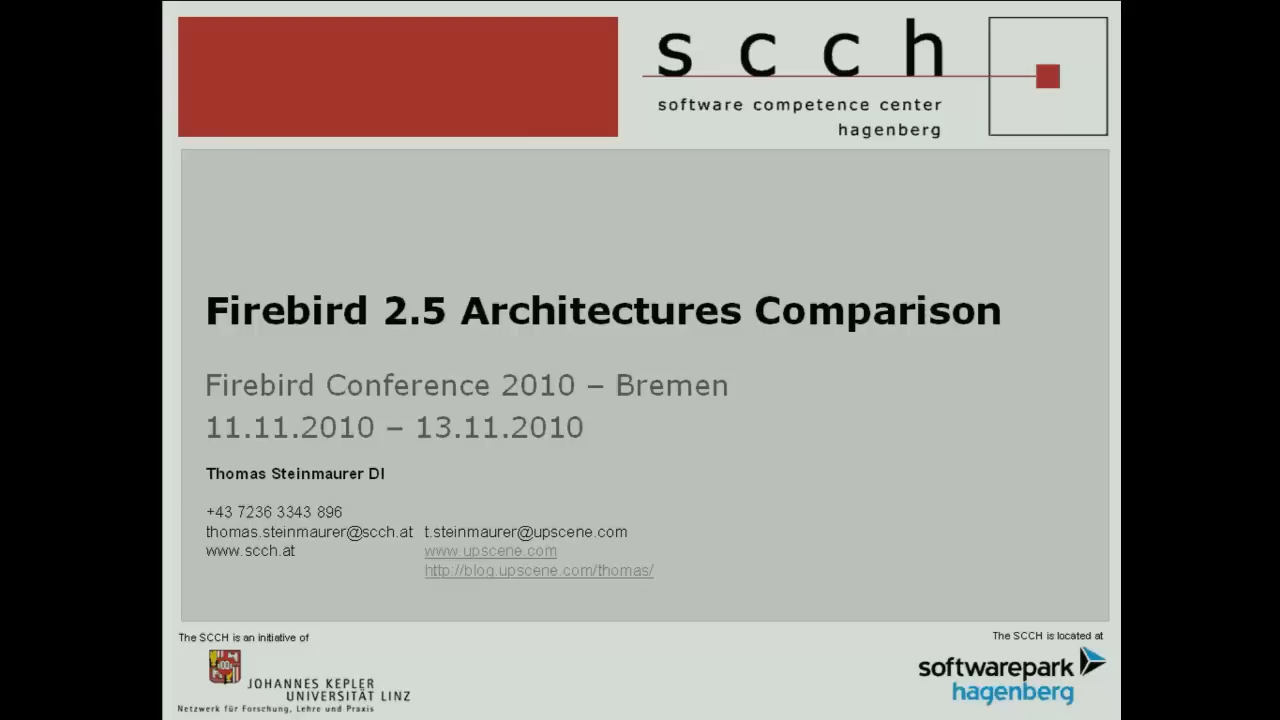 scch
software competence center
hagenberg
Firebird 2.5 Architectures Comparison
Firebird Conference 2010 – Bremen
11.11.2010 – 13.11.2010
Thomas Steinmaurer DI
+43 7236 3343 896
thomas.steinmaurer@scch.at t.steinmaurer@upscene.com
www.scch.at www.upscene.com
http://blog.upscene.com/thomas/
The SCCH is an initiative of
JOHANNES KEPLER
UNIVERSITÄT LINZ
Netzwerk für Forschung, Lehre und Praxis
The SCCH is located at
softwarepark
hagenberg